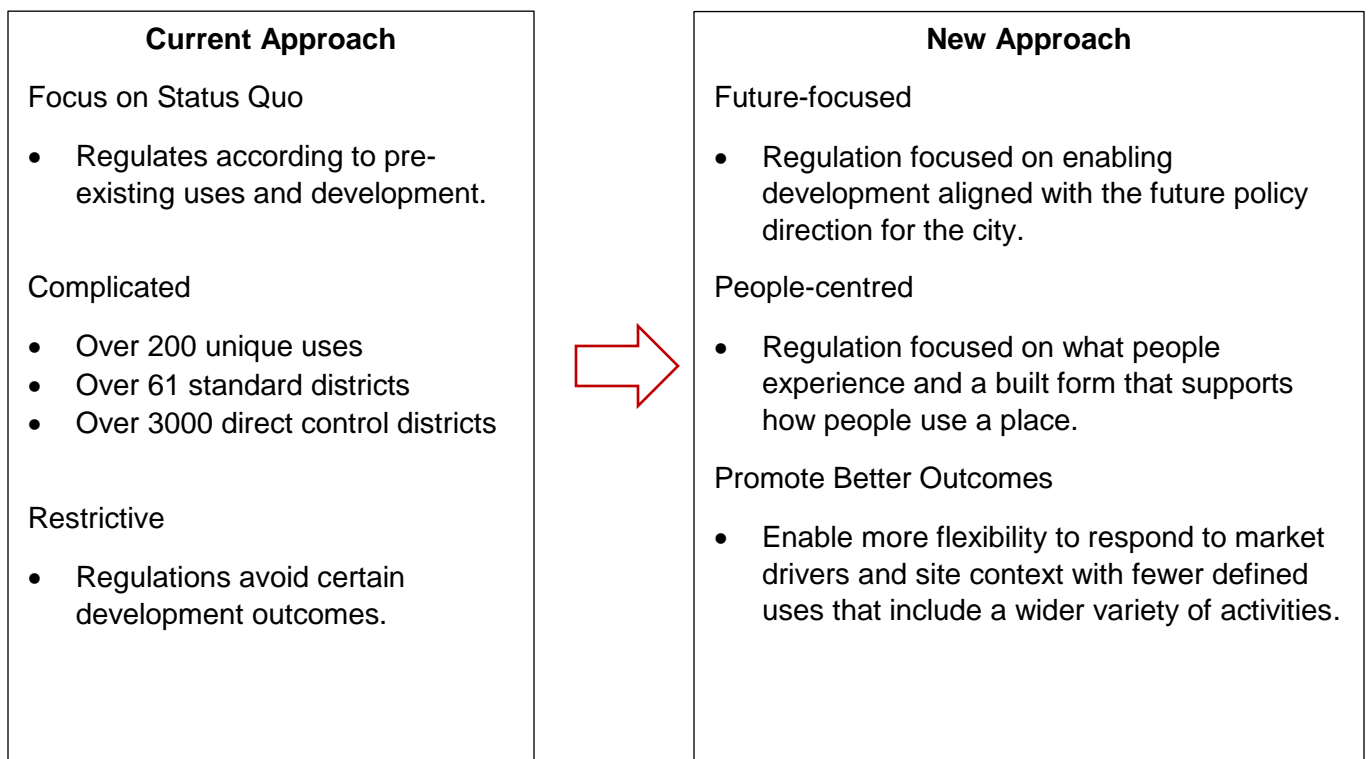 Current Approach
Focus on Status Quo
• Regulates according to pre-
existing uses and development.
Complicated
• Over 200 unique uses
• Over 61 standard districts
• Over 3000 direct control districts
Restrictive
• Regulations avoid certain
development outcomes.
New Approach
Future-focused
• Regulation focused on enabling
development aligned with the future policy
direction for the city.
People-centred
• Regulation focused on what people
experience and a built form that supports
how people use a place.
Promote Better Outcomes
• Enable more flexibility to respond to market
drivers and site context with fewer defined
uses that include a wider variety of activities.